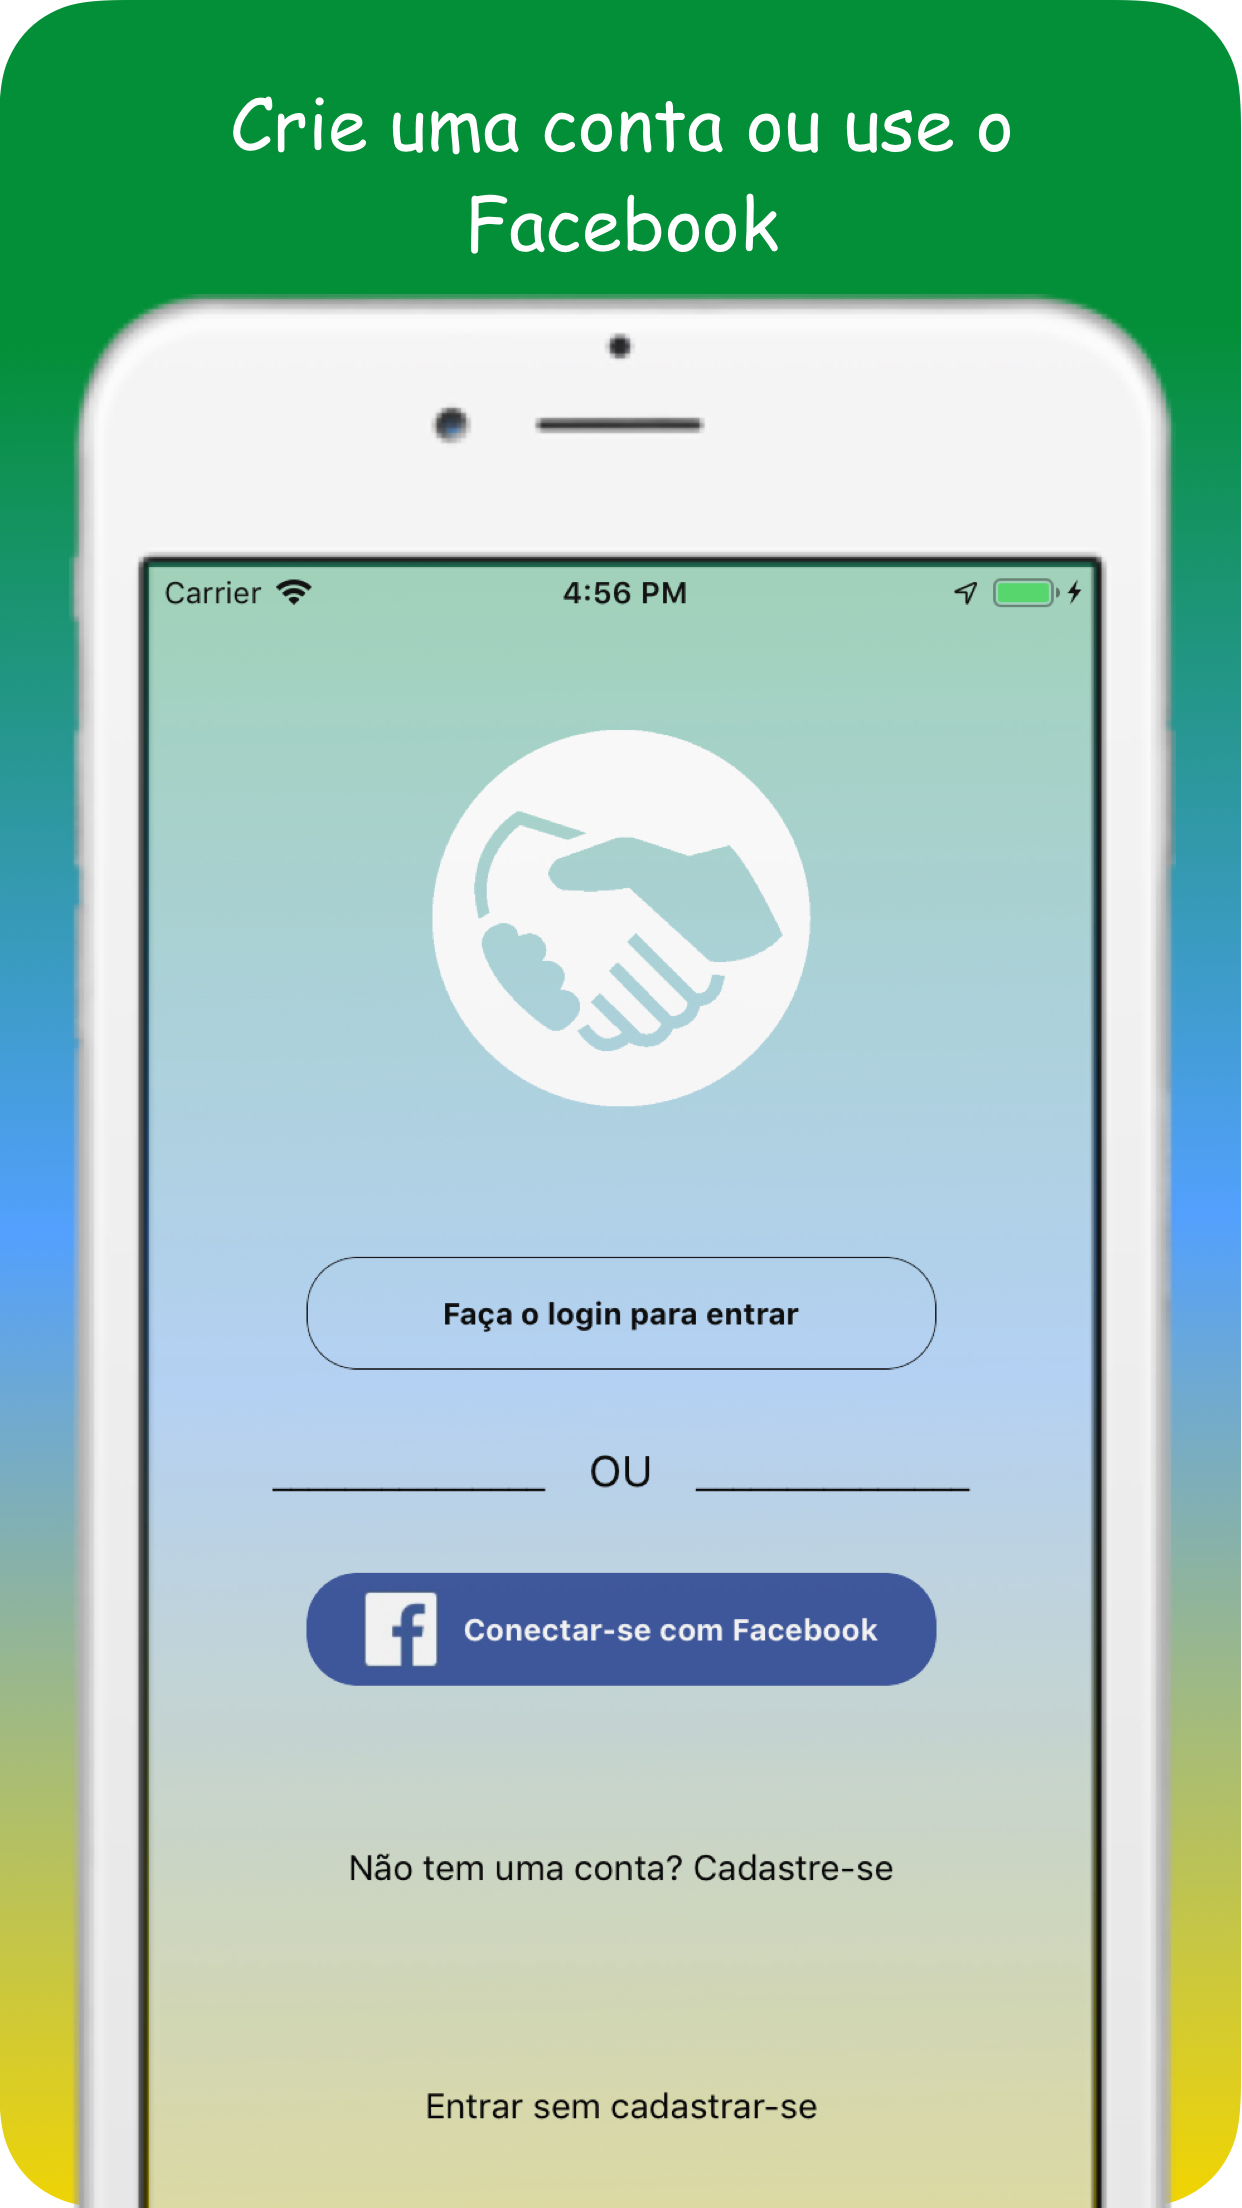 Crie uma conta ou use o
Facebook
Carrier 4:56 PM
Faça o login para entrar
OU
Conectar-se com Facebook
Não tem uma conta? Cadastre-se
Entrar sem cadastrar-se